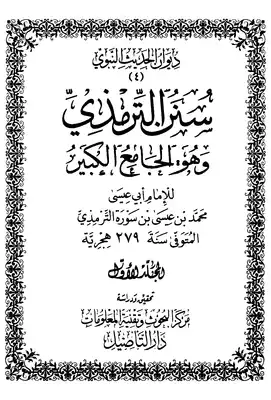 ديوان الحديث النبوي
(٤)
سنن الترمذي
وهو الجامع الكبير
للإمام أبي عيسى
محمد بن عيسى بن سورة الترمذي
المتوفى سنة ٢٧٩ هجرية
المجلد الأول
تحقيق ودراسة
مركز البحوث وتقنية المعلومات
دار التأصيل